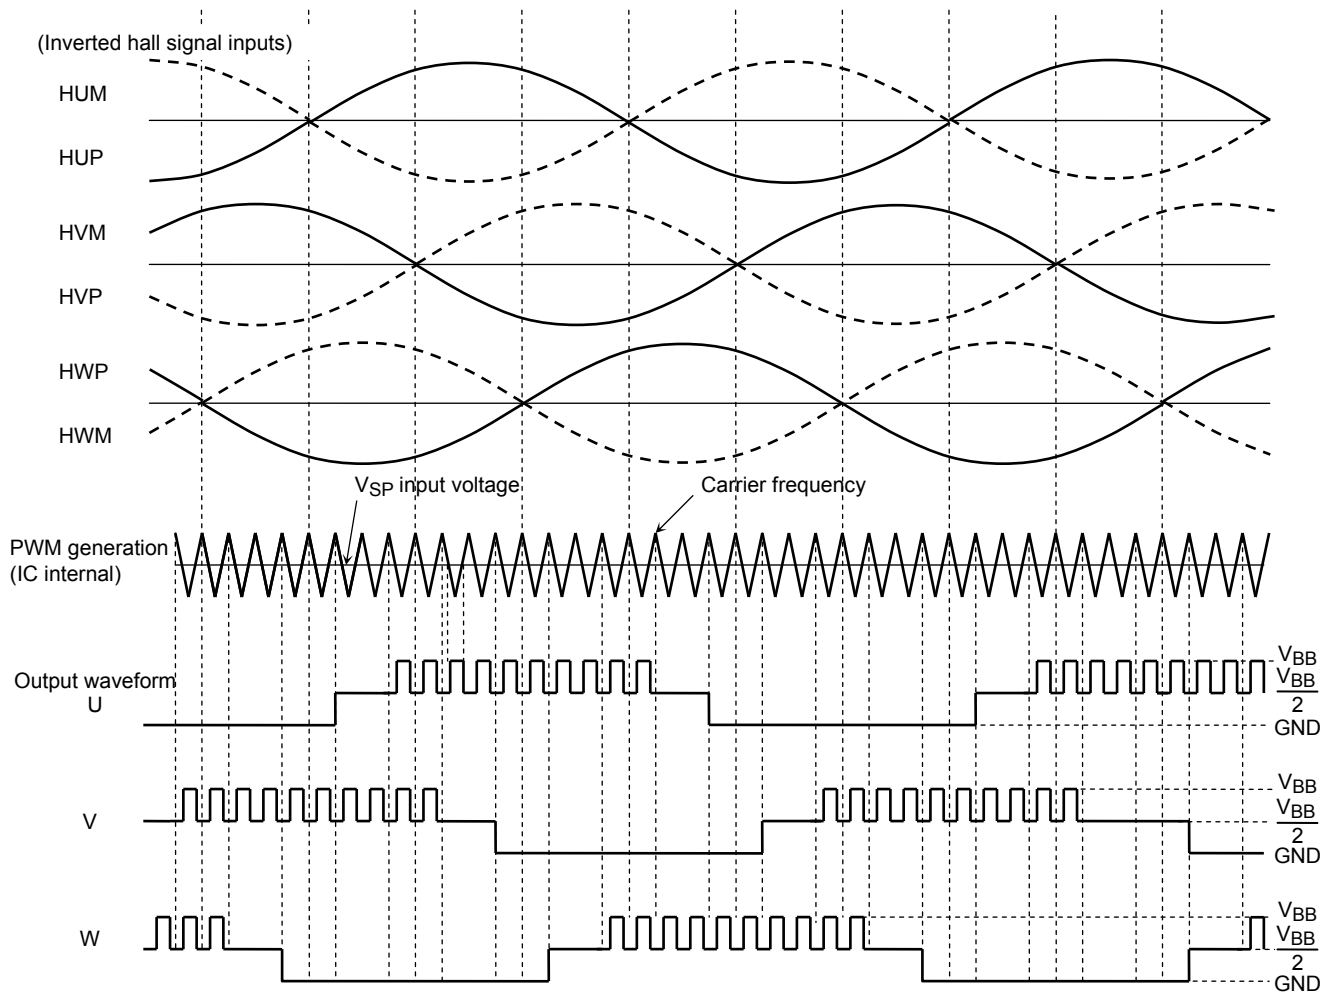 (Inverted hall signal inputs)
HUM
HUP
HVM
HVP
HWP
HWM
VSP input voltage
Carrier frequency
PWM generation
(IC internal)
Output waveform
U
VBB
VBB
2
GND
V
VBB
VBB
2
GND
W
VBB
VBB
2
GND